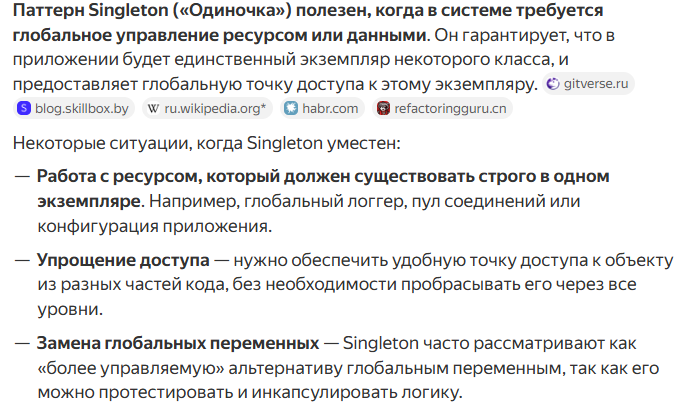 Паттерн Singleton («Одиночка») полезен, когда в системе требуется
глобальное управление ресурсом или данными. Он гарантирует, что в
приложении будет единственный экземпляр некоторого класса, и
предоставляет глобальную точку доступа к этому экземпляру. gitverse.ru
S blog.skillbox.by W ru.wikipedia.org* habr.com refactoringguru.cn
Некоторые ситуации, когда Singleton уместен:
— Работа с ресурсом, который должен существовать строго в одном
экземпляре. Например, глобальный логгер, пул соединений или
конфигурация приложения.
— Упрощение доступа — нужно обеспечить удобную точку доступа к объекту
из разных частей кода, без необходимости пробрасывать его через все
уровни.
— Замена глобальных переменных — Singleton часто рассматривают как
«более управляемую» альтернативу глобальным переменным, так как его
можно протестировать и инкапсулировать логику.